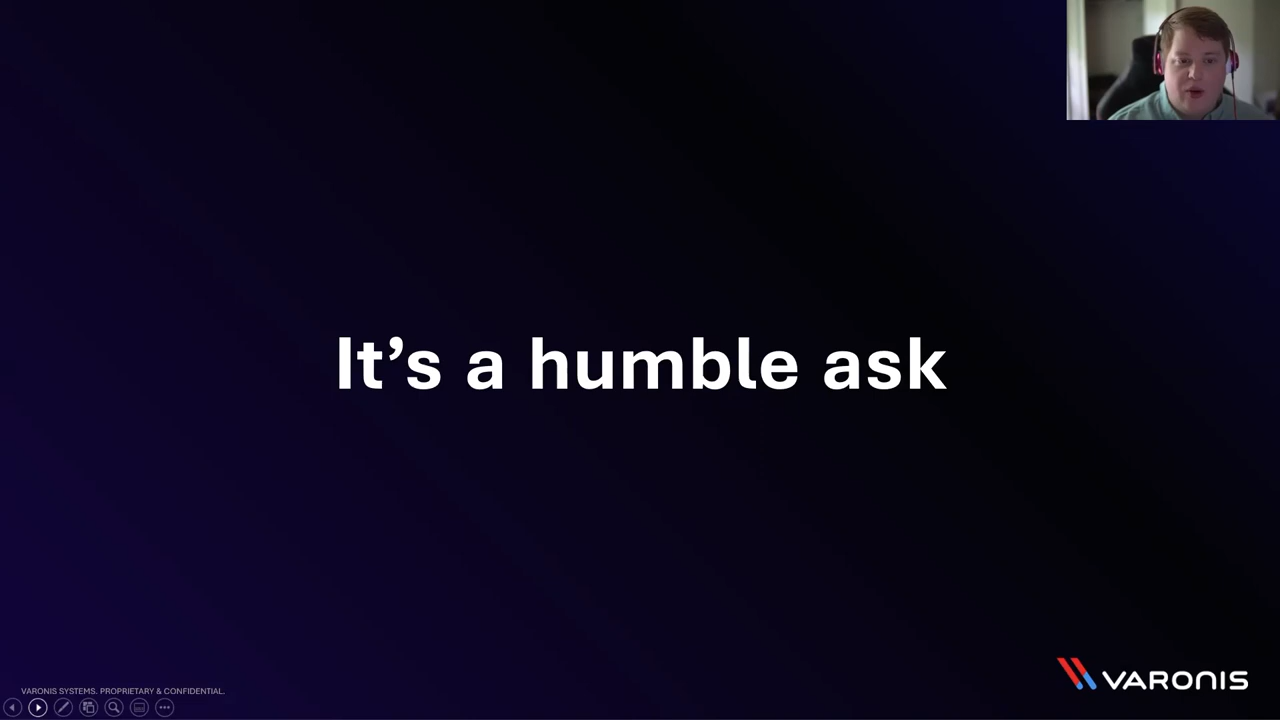 It’s a humble ask
VARONIS
VARONIS SYSTEMS. PROPRIETARY & CONFIDENTIAL.